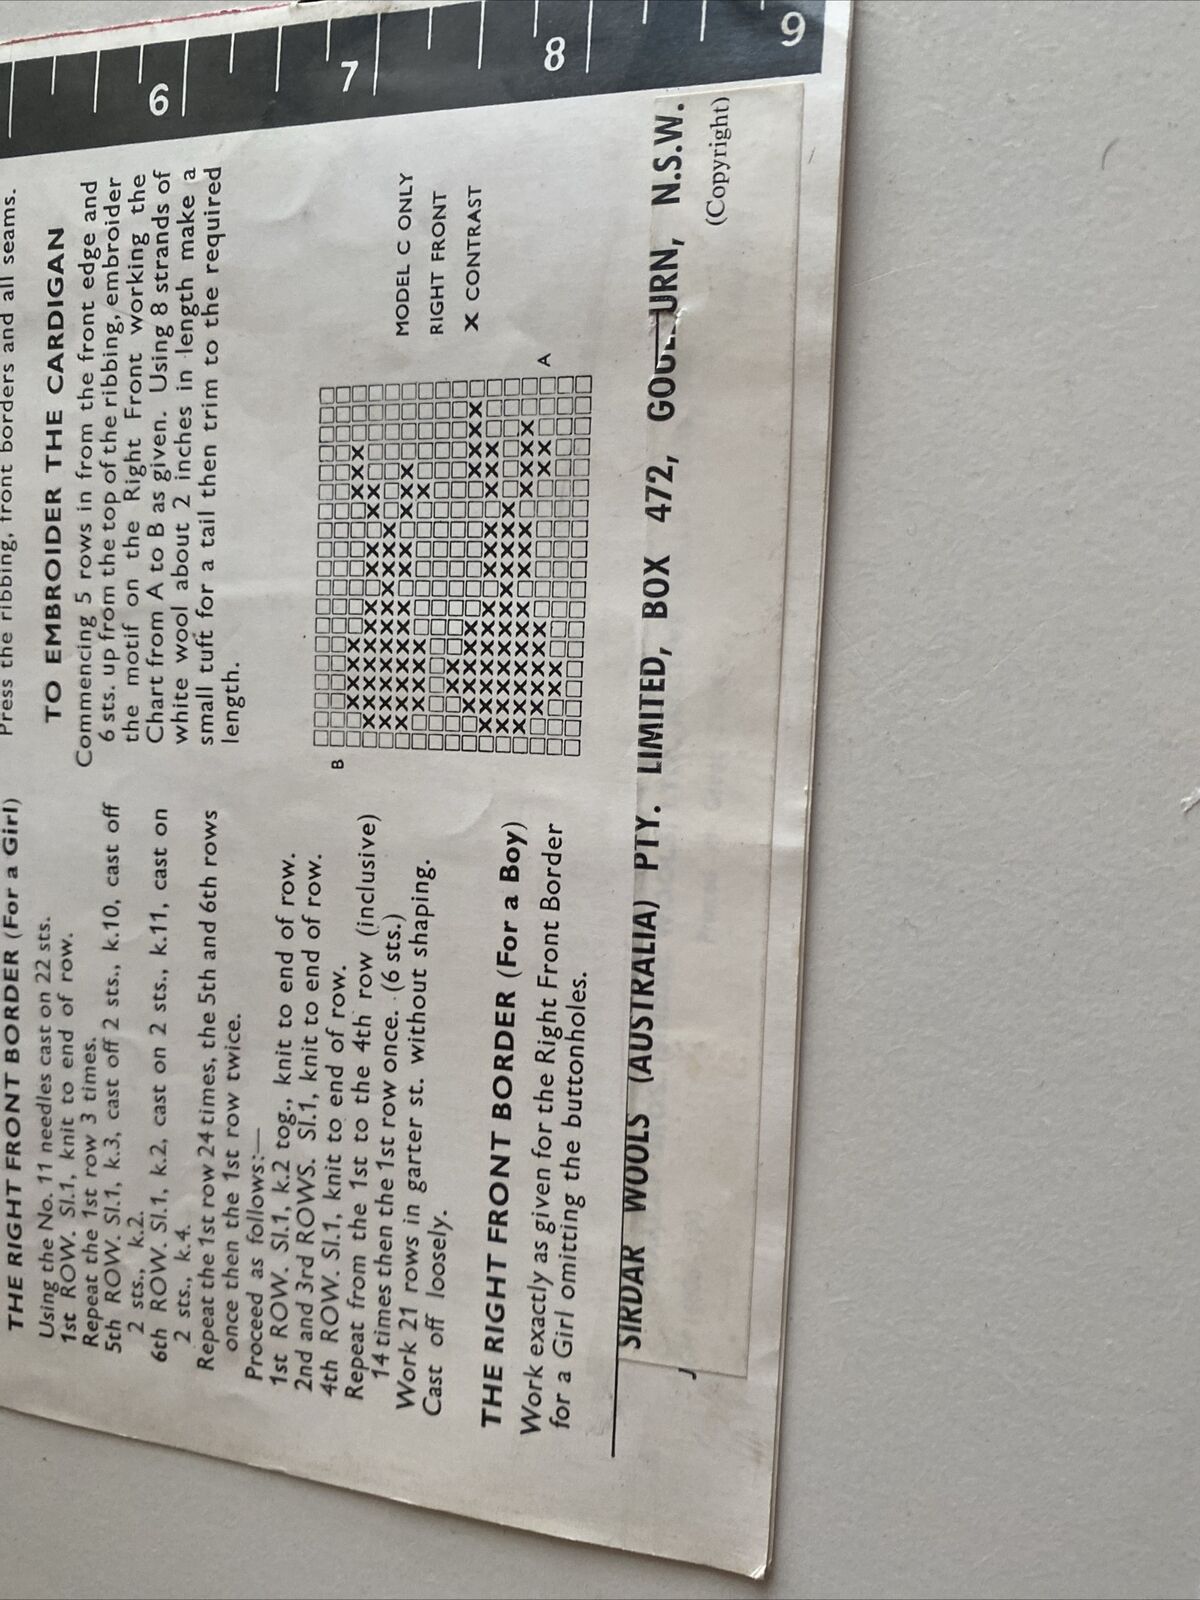 THE RIGHT FRONT BORDER (For a Girl)
Using the No. 11 needles cast on 22 sts.
1st ROW. Sl.1, knit to end of row.
Repeat the 1st row 3 times.
5th ROW. Sl.1, k.3, cast off 2 sts., k.10, cast off
2 sts., k.2.
6th ROW. Sl.1, k.2, cast on 2 sts., k.11, cast on
2 sts., k.4.
Repeat the 1st row 24 times, the 5th and 6th rows
once then the 1st row twice.
Proceed as follows:—
1st ROW. Sl.1, k.2 tog., knit to end of row.
2nd and 3rd ROWS. Sl.1, knit to end of row.
4th ROW. Sl.1, knit to end of row.
Repeat from the 1st to the 4th row (inclusive)
14 times then the 1st row once. (6 sts.)
Work 21 rows in garter st. without shaping.
Cast off loosely.
THE RIGHT FRONT BORDER (For a Boy)
Work exactly as given for the Right Front Border
for a Girl omitting the buttonholes.
Press the ribbing, front borders and all seams.
TO EMBROIDER THE CARDIGAN
Commencing 5 rows in from the front edge and
6 sts. up from the top of the ribbing, embroider
the motif on the Right Front working the
Chart from A to B as given. Using 8 strands of
white wool about 2 inches in length make a
small tuft for a tail then trim to the required
length.
B
A
MODEL C ONLY
RIGHT FRONT
X CONTRAST
SIRDAR WOOLS (AUSTRALIA) PTY. LIMITED, BOX 472, GOULBURN, N.S.W.
(Copyright)
6
7
8
9